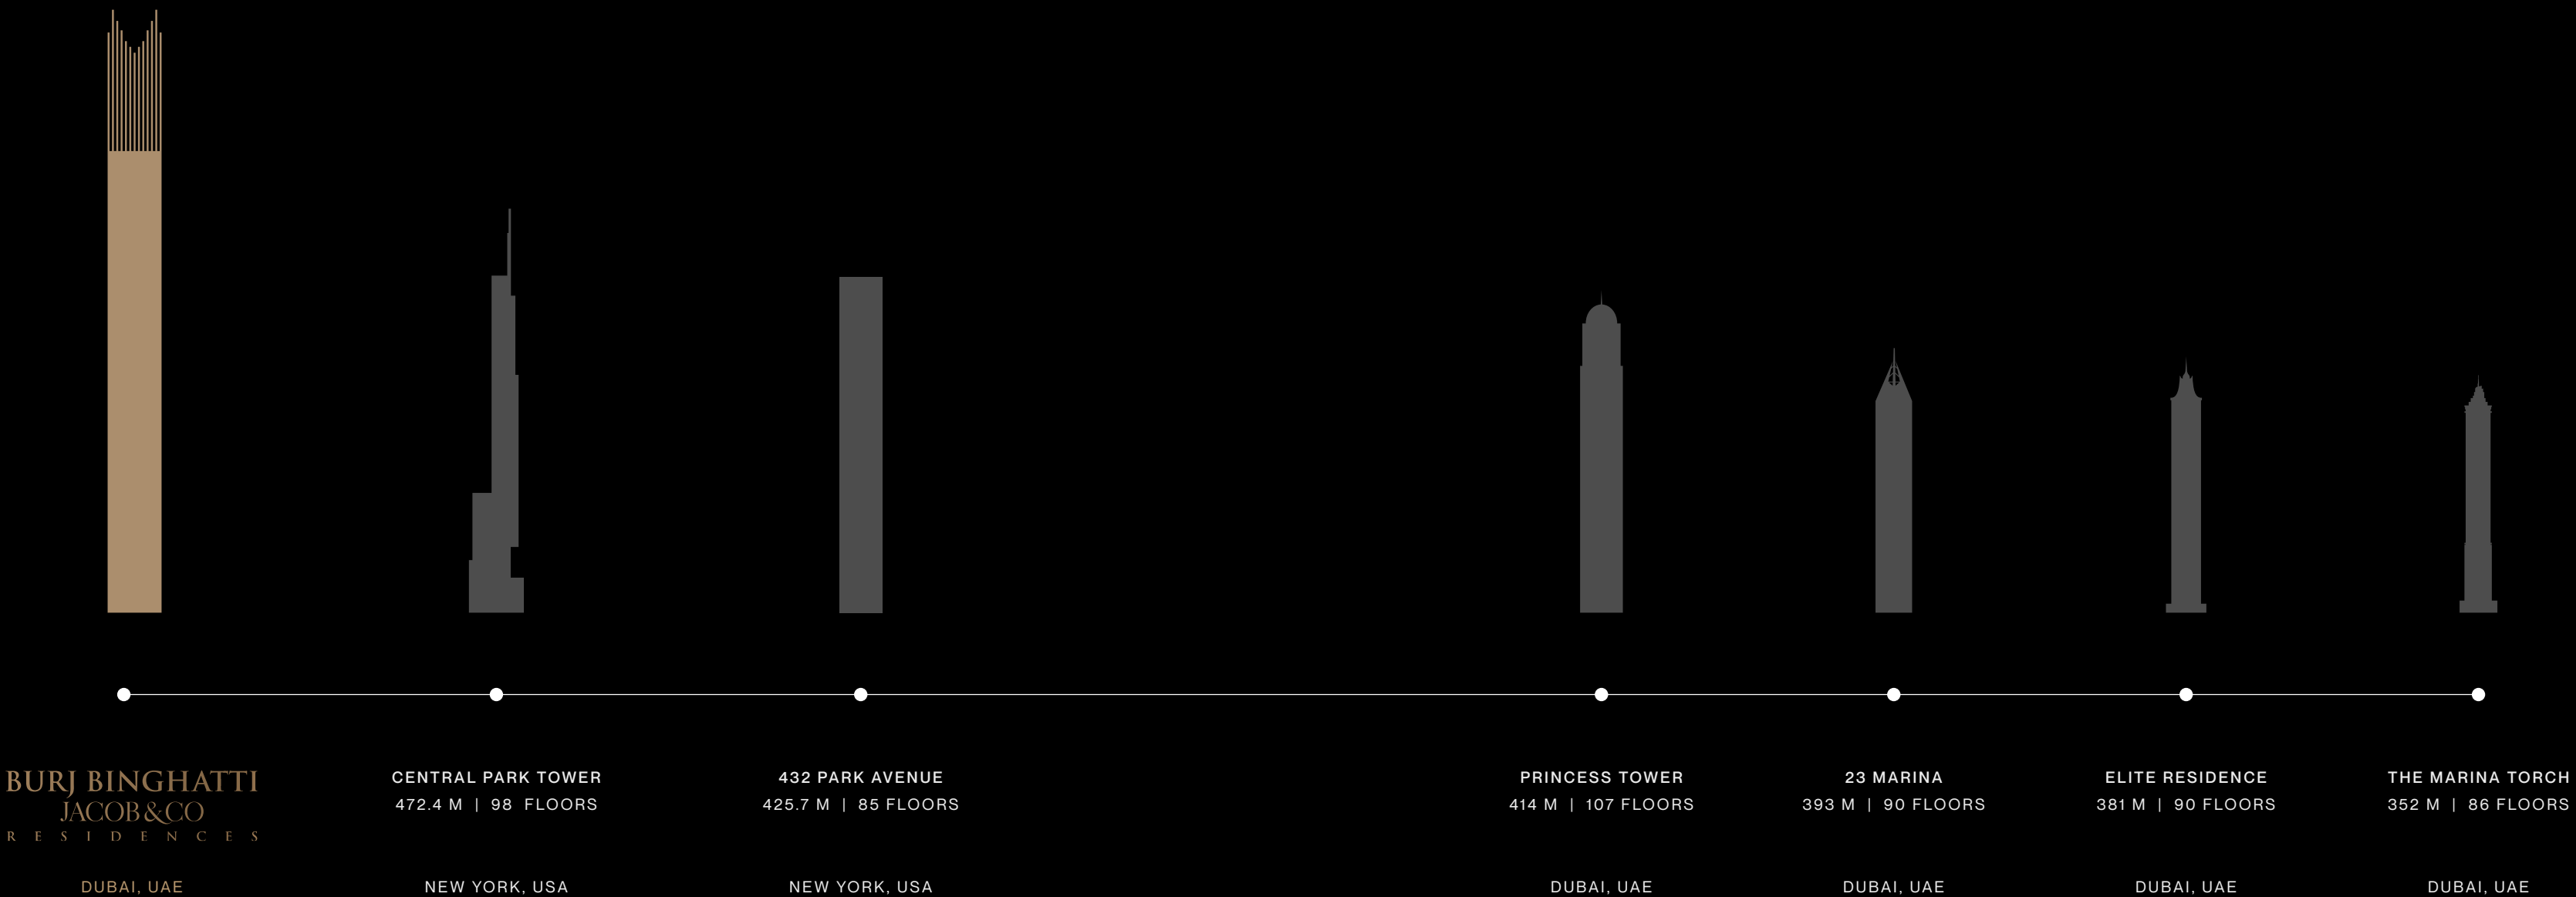 BURJ BINGHATTI
JACOB&CO
RESIDENCES
DUBAI, UAE
CENTRAL PARK TOWER
472.4 M | 98 FLOORS
NEW YORK, USA
432 PARK AVENUE
425.7 M | 85 FLOORS
NEW YORK, USA
PRINCESS TOWER
414 M | 107 FLOORS
DUBAI, UAE
23 MARINA
393 M | 90 FLOORS
DUBAI, UAE
ELITE RESIDENCE
381 M | 90 FLOORS
DUBAI, UAE
THE MARINA TORCH
352 M | 86 FLOORS
DUBAI, UAE